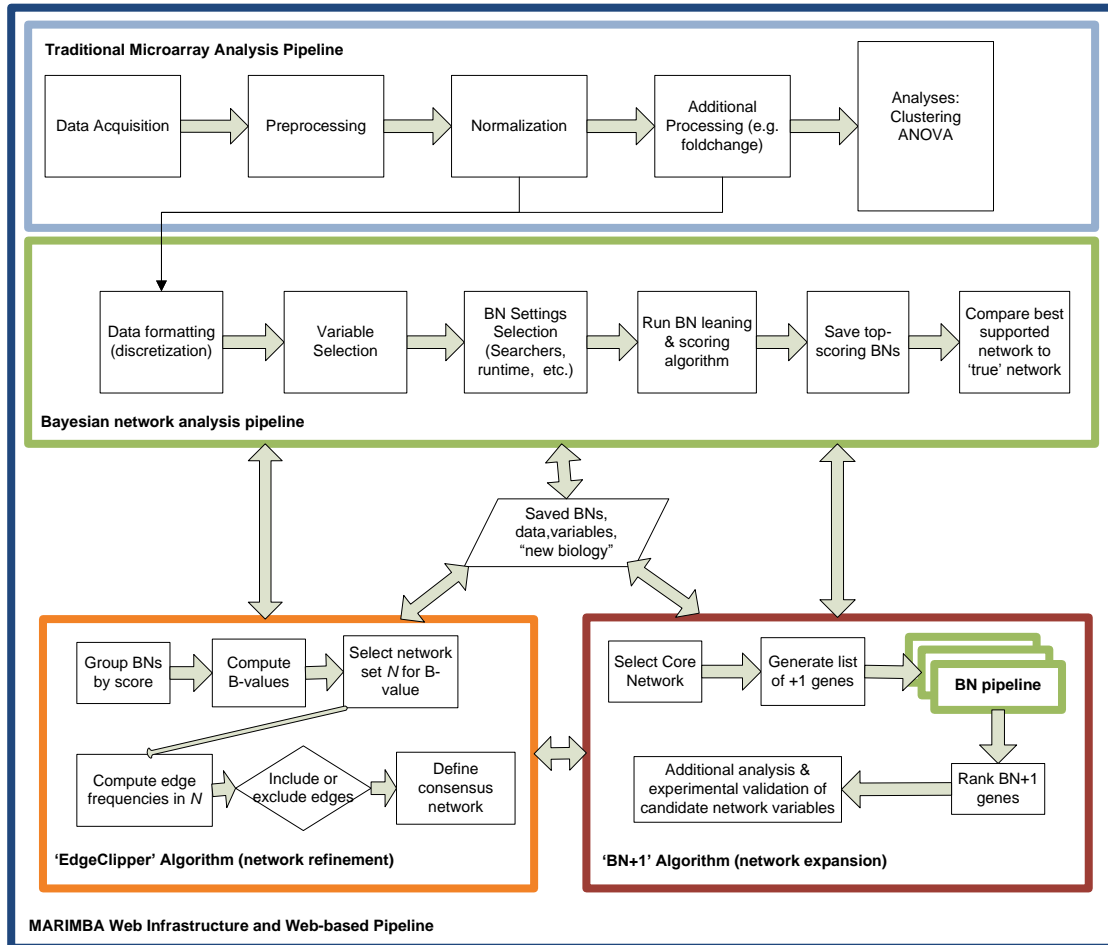 Traditional Microarray Analysis Pipeline
Data Acquisition
Preprocessing
Normalization
Additional
Processing (e.g.
foldchange)
Analyses:
Clustering
ANOVA
Data formatting
(discretization)
Variable
Selection
BN Settings
Selection
(Searchers,
runtime, etc.)
Run BN leaning
& scoring
algorithm
Save top-
scoring BNs
Compare best
supported
network to
‘true’ network
Bayesian network analysis pipeline
Saved BNs,
data,variables,
“new biology”
Group BNs
by score
Compute
B-values
Select network
set N for B-
value
Compute edge
frequencies in N
Include or
exclude edges
Define
consensus
network
‘EdgeClipper’ Algorithm (network refinement)
Select Core
Network
Generate list
of +1 genes
BN pipeline
Additional analysis &
experimental validation of
candidate network variables
Rank BN+1
genes
‘BN+1’ Algorithm (network expansion)
MARIMBA Web Infrastructure and Web-based Pipeline